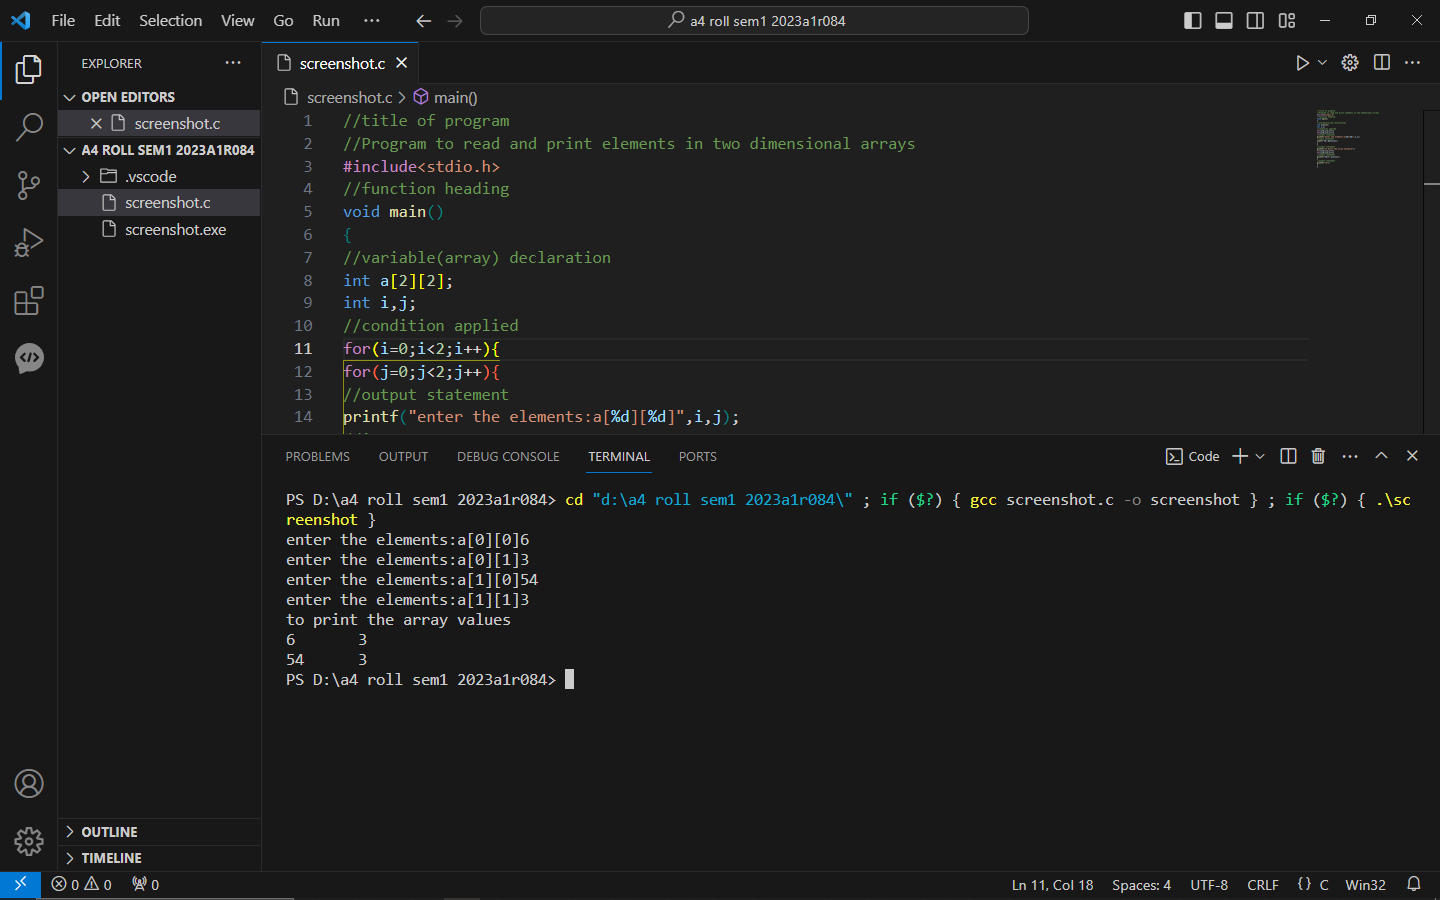 File Edit Selection View Go Run ··· a4 roll sem1 2023a1r084
EXPLORER ···
OPEN EDITORS
screenshot.c
A4 ROLL SEM1 2023A1R084
.vscode
screenshot.c
screenshot.exe
OUTLINE
TIMELINE
screenshot.c
screenshot.c > main()
1 //title of program
2 //Program to read and print elements in two dimensional arrays
3 #include<stdio.h>
4 //function heading
5 void main()
6 {
7 //variable(array) declaration
8 int a[2][2];
9 int i,j;
10 //condition applied
11 for(i=0;i<2;i++){
12 for(j=0;j<2;j++){
13 //output statement
14 printf("enter the elements:a[%d][%d]",i,j);
PROBLEMS OUTPUT DEBUG CONSOLE TERMINAL PORTS Code
PS D:\a4 roll sem1 2023a1r084> cd "d:\a4 roll sem1 2023a1r084\" ; if ($?) { gcc screenshot.c -o screenshot } ; if ($?) { .\sc
reenshot }
enter the elements:a[0][0]6
enter the elements:a[0][1]3
enter the elements:a[1][0]54
enter the elements:a[1][1]3
to print the array values
6 3
54 3
PS D:\a4 roll sem1 2023a1r084>
0 0 0 Ln 11, Col 18 Spaces: 4 UTF-8 CRLF {} C Win32